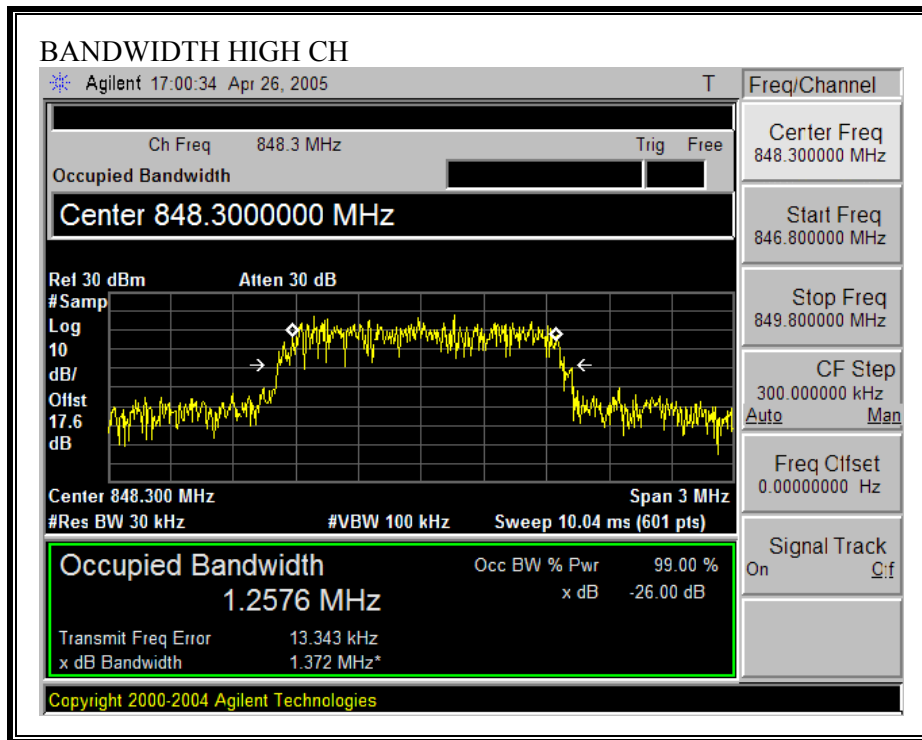 BANDWIDTH HIGH CH
Agilent 17:00:34 Apr 26, 2005 T
Freq/Channel
Ch Freq 848.3 MHz Trig Free
Occupied Bandwidth
Center 848.3000000 MHz
Ref 30 dBm Atten 30 dB
#Samp
Log
10
dB/
Offst
17.6
dB
Center 848.300 MHz Span 3 MHz
#Res BW 30 kHz #VBW 100 kHz Sweep 10.04 ms (601 pts)
Occupied Bandwidth Occ BW % Pwr 99.00 %
1.2576 MHz x dB -26.00 dB
Transmit Freq Error 13.343 kHz
x dB Bandwidth 1.372 MHz*
Copyright 2000-2004 Agilent Technologies
Center Freq
848.300000 MHz
Start Freq
846.800000 MHz
Stop Freq
849.800000 MHz
CF Step
300.000000 kHz
Auto Man
Freq Offset
0.00000000 Hz
Signal Track
On Off